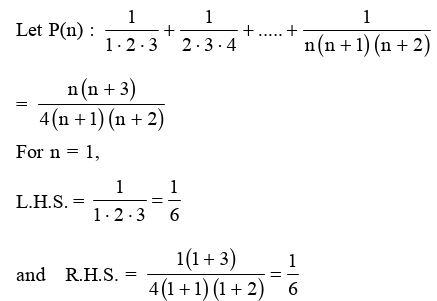 Let P(n) : 1/(1·2·3) + 1/(2·3·4) + ..... + 1/(n(n+1)(n+2))
= n(n+3)/(4(n+1)(n+2))
For n = 1,
L.H.S. = 1/(1·2·3) = 1/6
and R.H.S. = 1(1+3)/(4(1+1)(1+2)) = 1/6